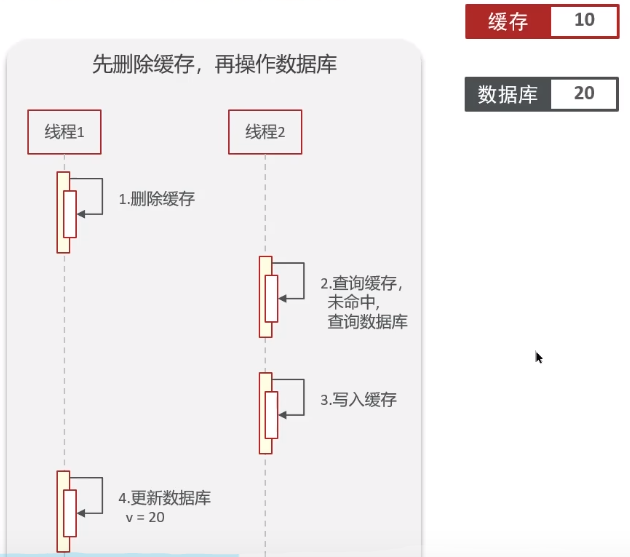 缓存 10
先删除缓存，再操作数据库
数据库 20
线程1 线程2
1.删除缓存
2.查询缓存，
未命中，
查询数据库
3.写入缓存
4.更新数据库
v = 20